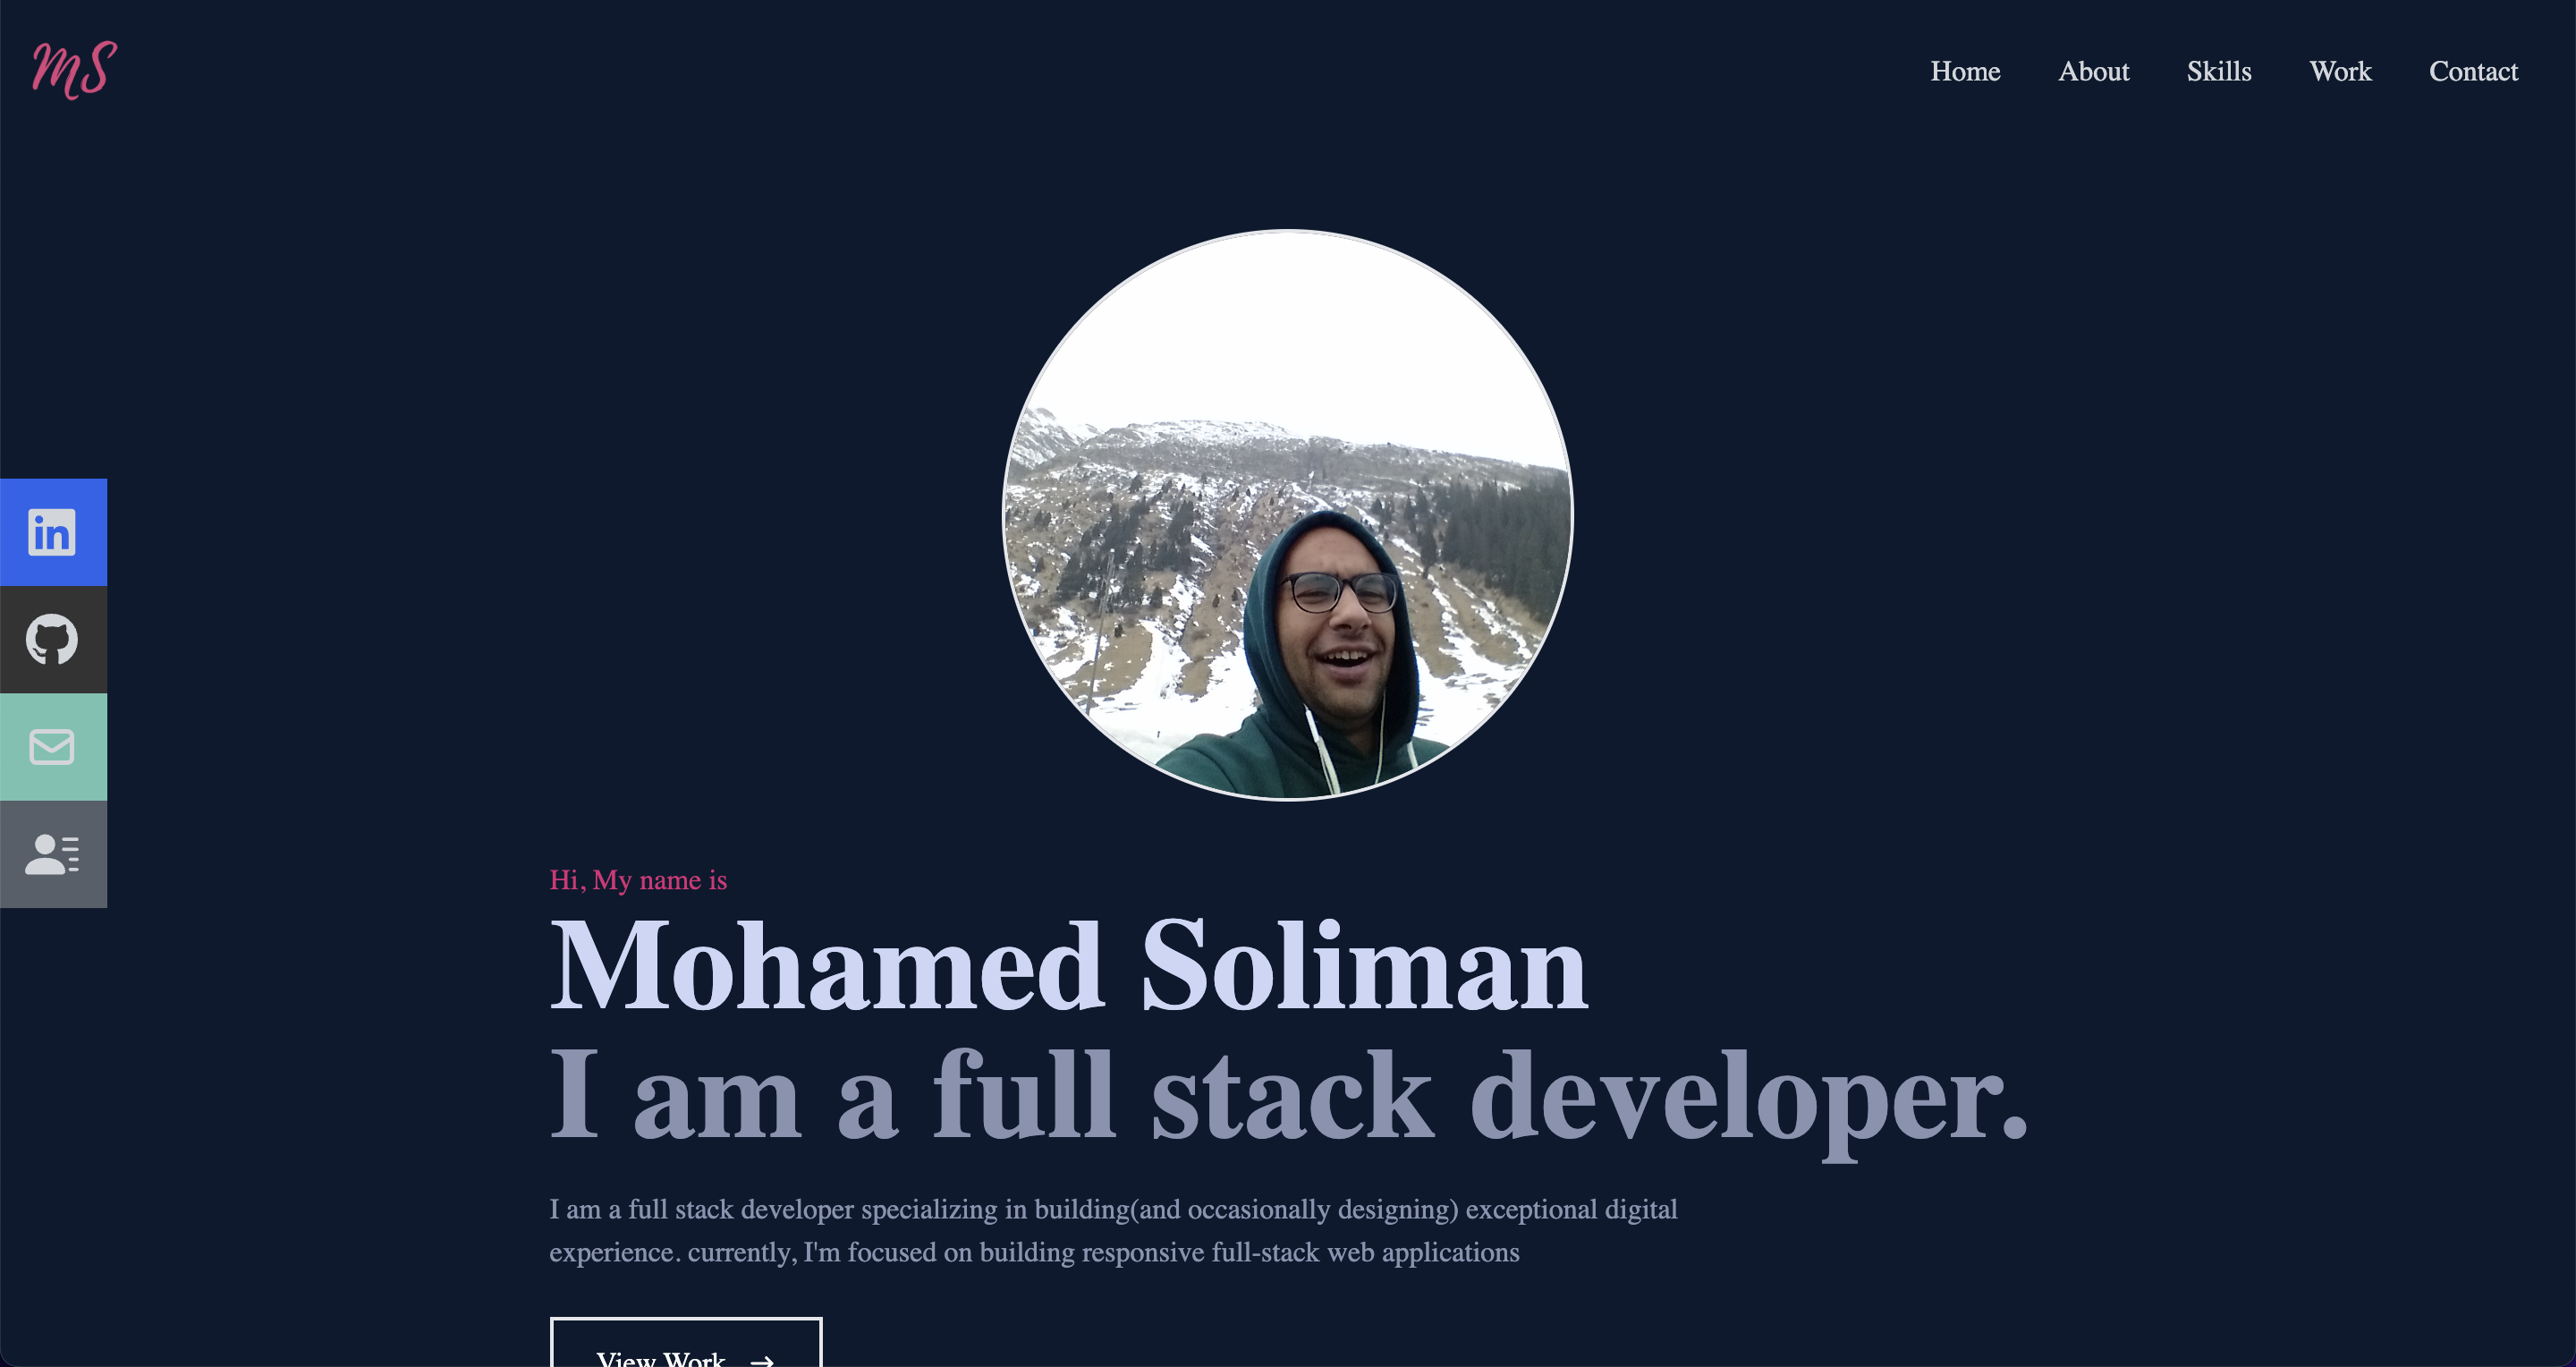 MS
Home About Skills Work Contact
in
Hi, My name is
Mohamed Soliman
I am a full stack developer.
I am a full stack developer specializing in building(and occasionally designing) exceptional digital
experience. currently, I'm focused on building responsive full-stack web applications
View Work →